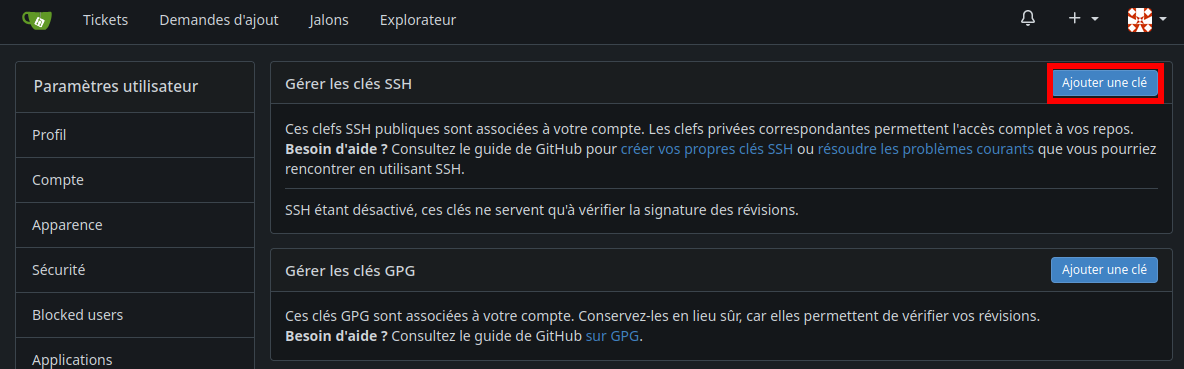 Tickets
Demandes d'ajout
Jalons
Explorateur
Paramètres utilisateur
Profil
Compte
Apparence
Sécurité
Blocked users
Applications
Gérer les clés SSH
Ajouter une clé
Ces clefs SSH publiques sont associées à votre compte. Les clefs privées correspondantes permettent l'accès complet à vos repos.
Besoin d'aide ? Consultez le guide de GitHub pour créer vos propres clés SSH ou résoudre les problèmes courants que vous pourriez
rencontrer en utilisant SSH.
SSH étant désactivé, ces clés ne servent qu'à vérifier la signature des révisions.
Gérer les clés GPG
Ajouter une clé
Ces clés GPG sont associées à votre compte. Conservez-les en lieu sûr, car elles permettent de vérifier vos révisions.
Besoin d'aide ? Consultez le guide de GitHub sur GPG.